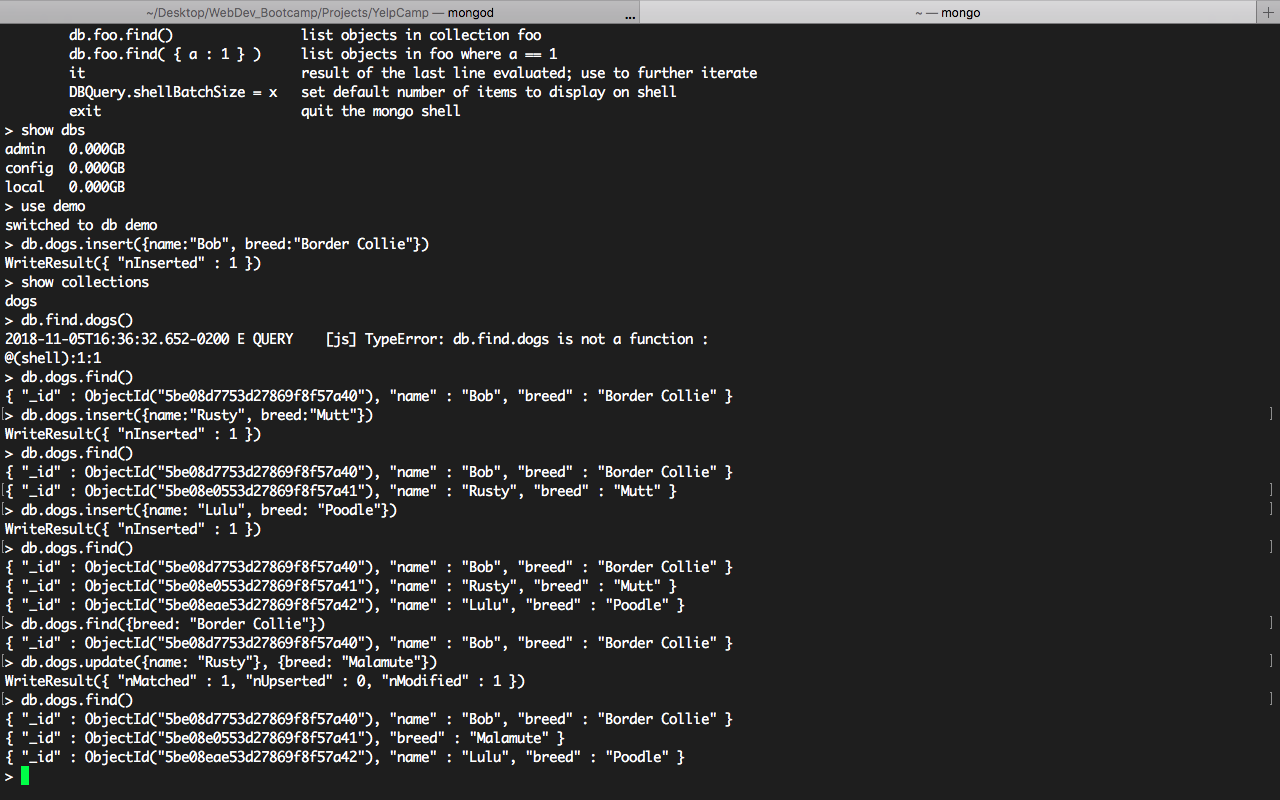 ~/Desktop/WebDev_Bootcamp/Projects/YelpCamp — mongod ... ~ — mongo +
db.foo.find() list objects in collection foo
db.foo.find( { a : 1 } ) list objects in foo where a == 1
it result of the last line evaluated; use to further iterate
DBQuery.shellBatchSize = x set default number of items to display on shell
exit quit the mongo shell
> show dbs
admin 0.000GB
config 0.000GB
local 0.000GB
> use demo
switched to db demo
> db.dogs.insert({name:"Bob", breed:"Border Collie"})
WriteResult({ "nInserted" : 1 })
> show collections
dogs
> db.find.dogs()
2018-11-05T16:36:32.652-0200 E QUERY [js] TypeError: db.find.dogs is not a function :
@(shell):1:1
> db.dogs.find()
{ "_id" : ObjectId("5be08d7753d27869f8f57a40"), "name" : "Bob", "breed" : "Border Collie" }
[> db.dogs.insert({name:"Rusty", breed:"Mutt"}) ]
WriteResult({ "nInserted" : 1 })
> db.dogs.find()
{ "_id" : ObjectId("5be08d7753d27869f8f57a40"), "name" : "Bob", "breed" : "Border Collie" }
[{ "_id" : ObjectId("5be08e0553d27869f8f57a41"), "name" : "Rusty", "breed" : "Mutt" } ]
[> db.dogs.insert({name: "Lulu", breed: "Poodle"}) ]
WriteResult({ "nInserted" : 1 })
[> db.dogs.find() ]
{ "_id" : ObjectId("5be08d7753d27869f8f57a40"), "name" : "Bob", "breed" : "Border Collie" }
{ "_id" : ObjectId("5be08e0553d27869f8f57a41"), "name" : "Rusty", "breed" : "Mutt" }
{ "_id" : ObjectId("5be08eae53d27869f8f57a42"), "name" : "Lulu", "breed" : "Poodle" }
[> db.dogs.find({breed: "Border Collie"}) ]
{ "_id" : ObjectId("5be08d7753d27869f8f57a40"), "name" : "Bob", "breed" : "Border Collie" }
[> db.dogs.update({name: "Rusty"}, {breed: "Malamute"}) ]
WriteResult({ "nMatched" : 1, "nUpserted" : 0, "nModified" : 1 })
[> db.dogs.find() ]
{ "_id" : ObjectId("5be08d7753d27869f8f57a40"), "name" : "Bob", "breed" : "Border Collie" }
{ "_id" : ObjectId("5be08e0553d27869f8f57a41"), "breed" : "Malamute" }
{ "_id" : ObjectId("5be08eae53d27869f8f57a42"), "name" : "Lulu", "breed" : "Poodle" }
>